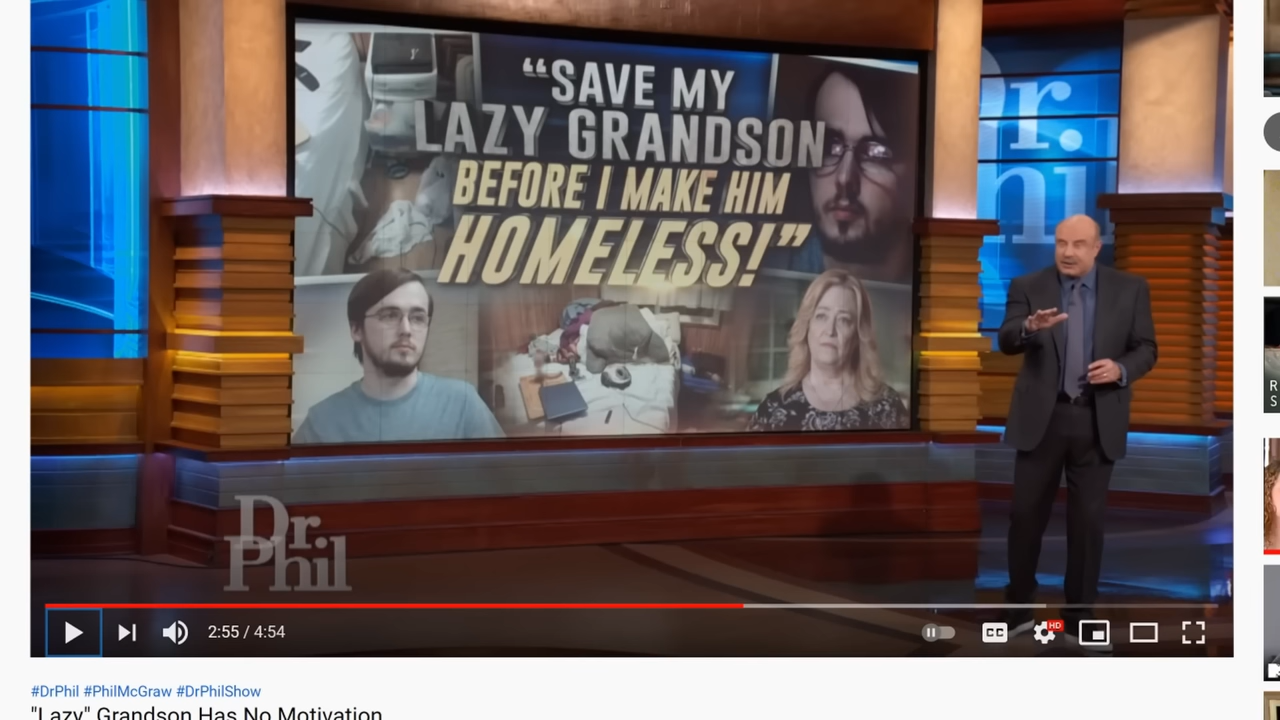 “SAVE MY
LAZY GRANDSON
BEFORE I MAKE HIM
HOMELESS!”
Dr.
Phil
Dr.
Phil
2:55 / 4:54
CC
HD
R
S
#DrPhil #PhilMcGraw #DrPhilShow
"Lazy" Grandson Has No Motivation